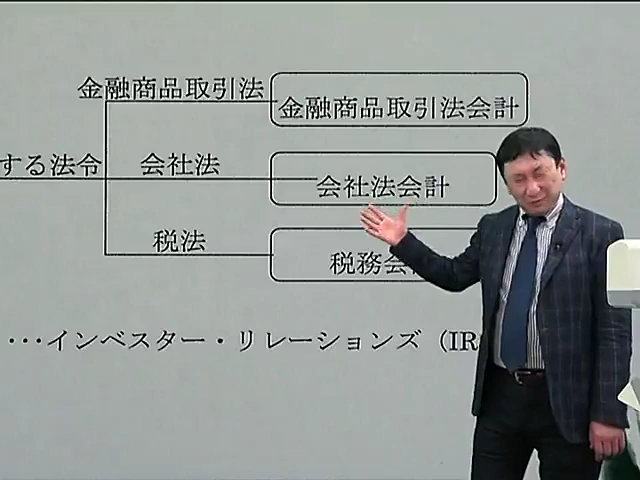 金融商品取引法
金融商品取引法会計
する法令
会社法
会社法会計
税法
税務会
・・・インベスター・リレーションズ（IR